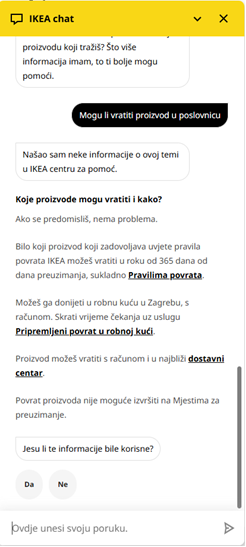 IKEA chat
proizvodu koji tražiš? Što više
informacija imam, to ti bolje mogu
pomoći.
Mogu li vratiti proizvod u poslovnicu
Našao sam neke informacije o ovoj temi
u IKEA centru za pomoć.
Koje proizvode mogu vratiti i kako?
Ako se predomisliš, nema problema.
Bilo koji proizvod koji zadovoljava uvjete pravila
povrata IKEA možeš vratiti u roku od 365 dana od
dana preuzimanja, sukladno Pravilima povrata.
Možeš ga donijeti u robnu kuću u Zagrebu, s
računom. Skrati vrijeme čekanja uz uslugu
Pripremljeni povrat u robnoj kući.
Proizvod možeš vratiti s računom i u najbliži dostavni
centar.
Povrat proizvoda nije moguće izvršiti na Mjestima za
preuzimanje.
Jesu li te informacije bile korisne?
Da Ne
Ovdje unesi svoju poruku.